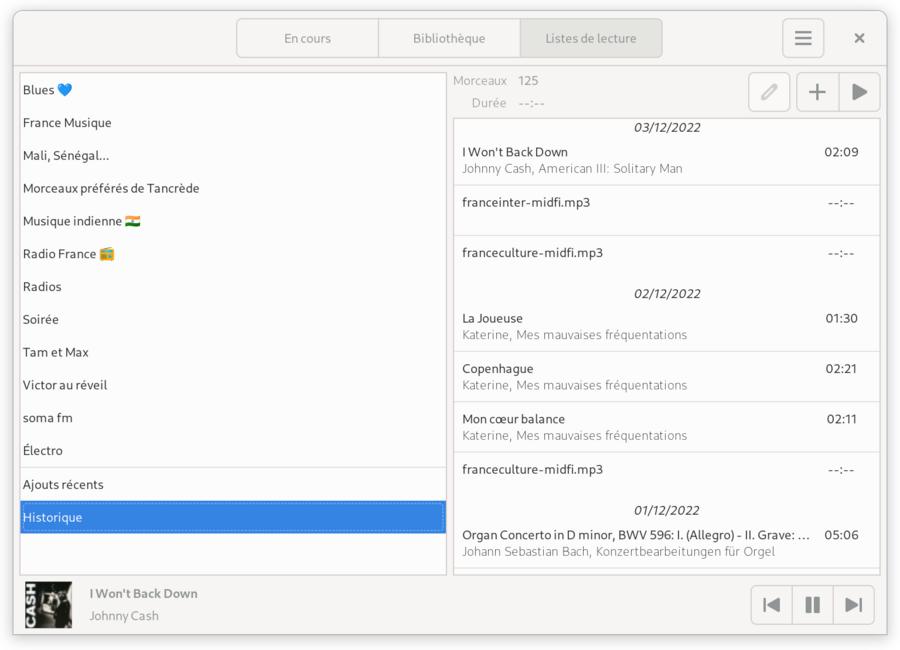 En cours
Bibliothèque
Listes de lecture
Blues 💙
France Musique
Mali, Sénégal...
Morceaux préférés de Tancrède
Musique indienne 🇮🇳
Radio France 📻
Radios
Soirée
Tam et Max
Victor au réveil
soma fm
Électro
Ajouts récents
Historique
Morceaux 125
Durée --:--
03/12/2022
I Won't Back Down 02:09
Johnny Cash, American III: Solitary Man
franceinter-midfi.mp3 --:--
franceculture-midfi.mp3 --:--
02/12/2022
La Joueuse 01:30
Katerine, Mes mauvaises fréquentations
Copenhague 02:21
Katerine, Mes mauvaises fréquentations
Mon cœur balance 02:11
Katerine, Mes mauvaises fréquentations
franceculture-midfi.mp3 --:--
01/12/2022
Organ Concerto in D minor, BWV 596: I. (Allegro) - II. Grave: ... 05:06
Johann Sebastian Bach, Konzertbearbeitungen für Orgel
CASH
I Won't Back Down
Johnny Cash